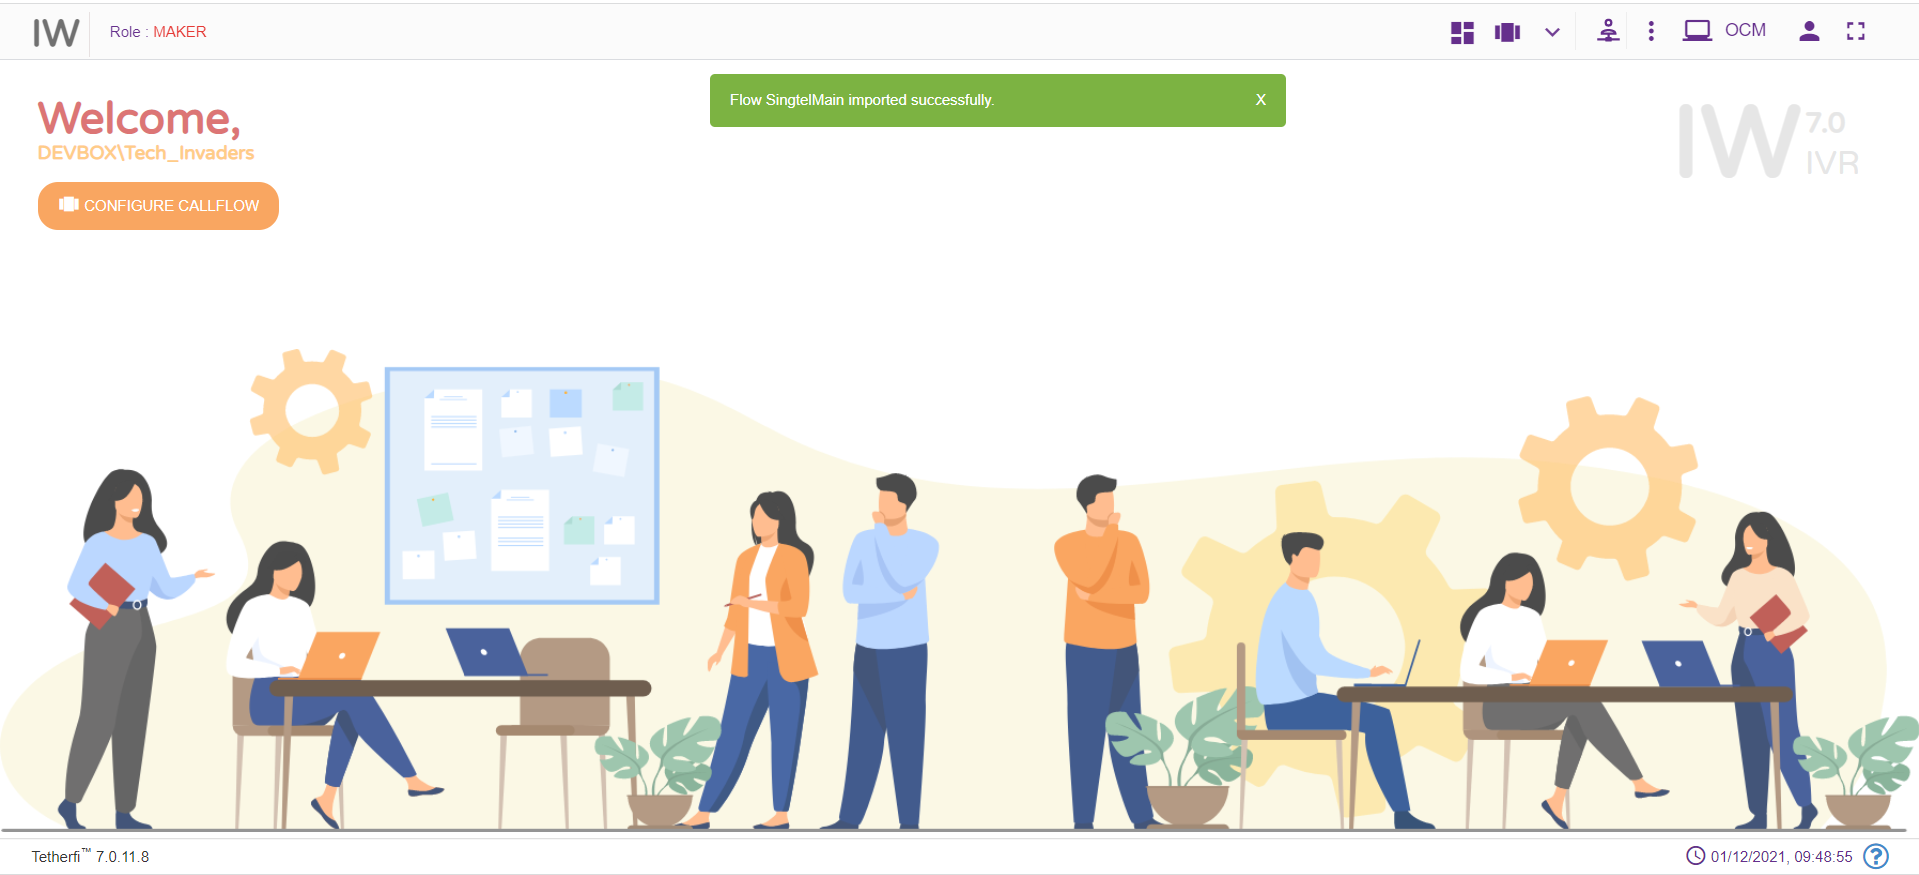 IW
Role : MAKER
OCM
Flow SingtelMain imported successfully.
X
Welcome,
DEVBOX\Tech_Invaders
CONFIGURE CALLFLOW
IW 7.0
IVR
Tetherfi™ 7.0.11.8
01/12/2021, 09:48:55
?